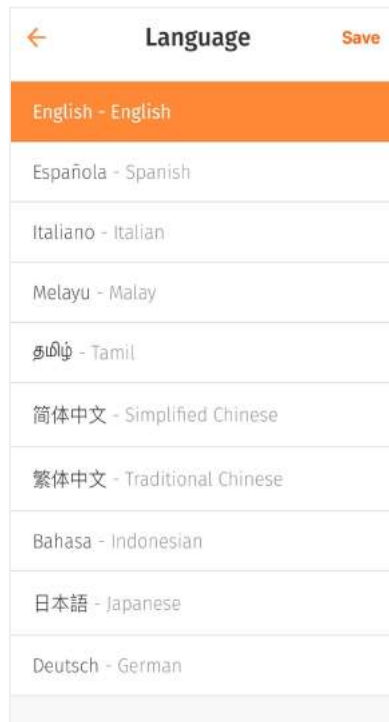 ← Language Save
English - English
Española - Spanish
Italiano - Italian
Melayu - Malay
தமிழ் - Tamil
简体中文 - Simplified Chinese
繁体中文 - Traditional Chinese
Bahasa - Indonesian
日本語 - Japanese
Deutsch - German